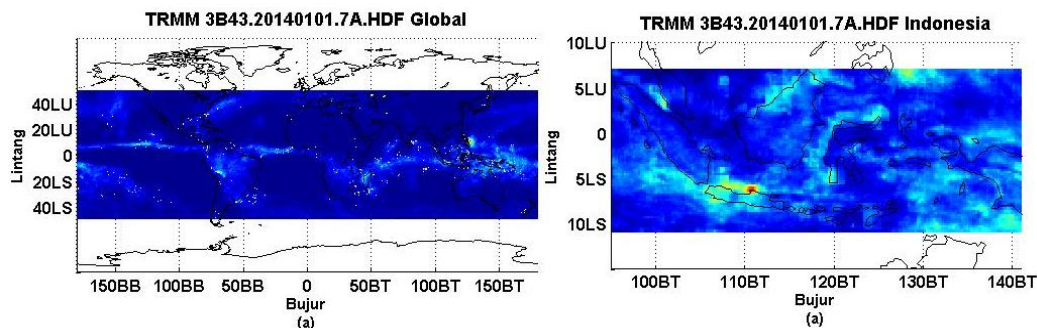 TRMM 3B43.20140101.7A.HDF Global
Lintang
40LU
20LU
0
20LS
40LS
150BB
100BB
50BB
0
50BT
100BT
150BT
Bujur
(a)
TRMM 3B43.20140101.7A.HDF Indonesia
Lintang
10LU
5LU
0
5LS
10LS
100BT
110BT
120BT
130BT
140BT
Bujur
(a)